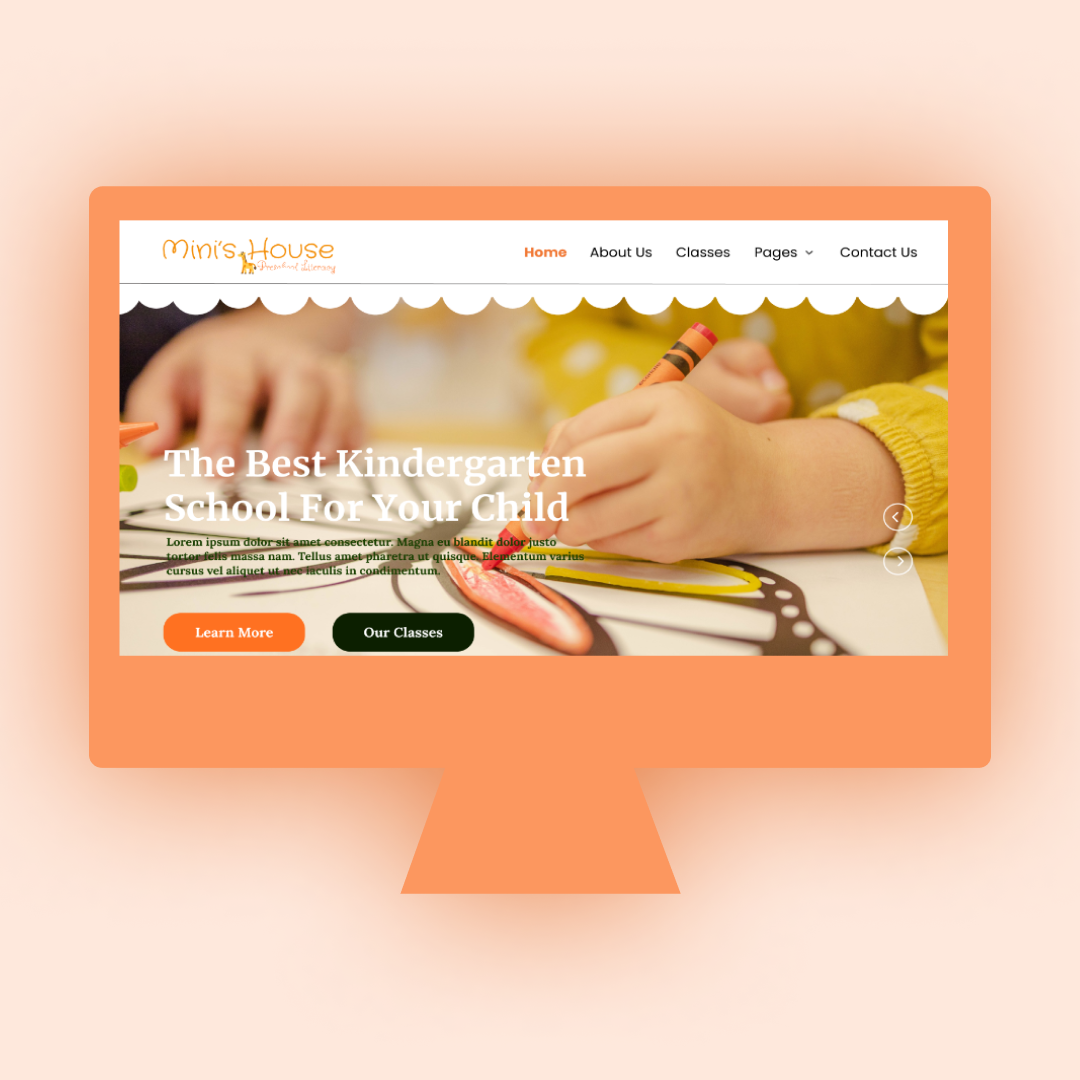 Mini's House
Preschool Literacy
Home About Us Classes Pages Contact Us
The Best Kindergarten
School For Your Child
Lorem ipsum dolor sit amet consectetur. Magna eu blandit dolor justo
tortor felis massa nam. Tellus amet pharetra ut quisque. Elementum varius
cursus vel aliquet ut nec iaculis in condimentum.
Learn More Our Classes